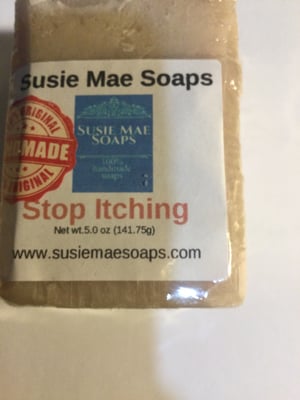 Susie Mae Soaps
ORIGINAL
-MADE
ORIGINAL
SUSIE MAE
SOAPS
100%
handmade
soaps
Stop Itching
Net wt.5.0 oz (141.75g)
www.susiemaesoaps.com